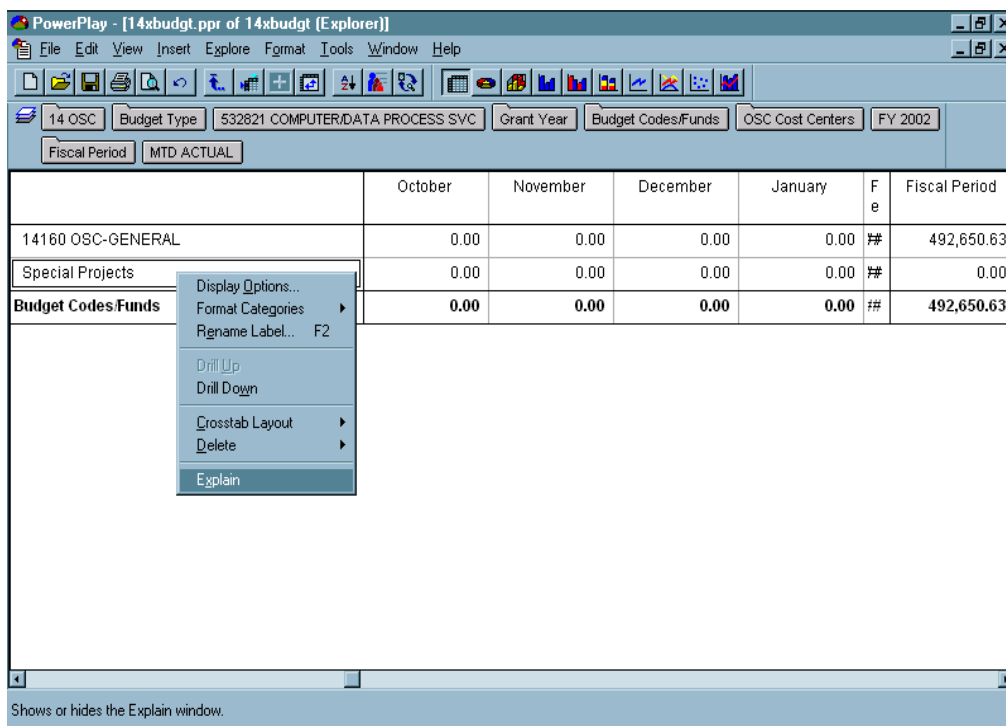 PowerPlay - [14xbudgt.ppr of 14xbudgt (Explorer)]
File Edit View Insert Explore Format Tools Window Help
14 OSC Budget Type 532821 COMPUTER/DATA PROCESS SVC Grant Year Budget Codes/Funds OSC Cost Centers FY 2002
Fiscal Period MTD ACTUAL
October November December January Fe Fiscal Period
14160 OSC-GENERAL 0.00 0.00 0.00 0.00 ## 492,650.63
Special Projects 0.00 0.00 0.00 0.00 ## 0.00
Budget Codes/Funds 0.00 0.00 0.00 0.00 ## 492,650.63
Display Options...
Format Categories
Rename Label... F2
Drill Up
Drill Down
Crosstab Layout
Delete
Explain
Shows or hides the Explain window.